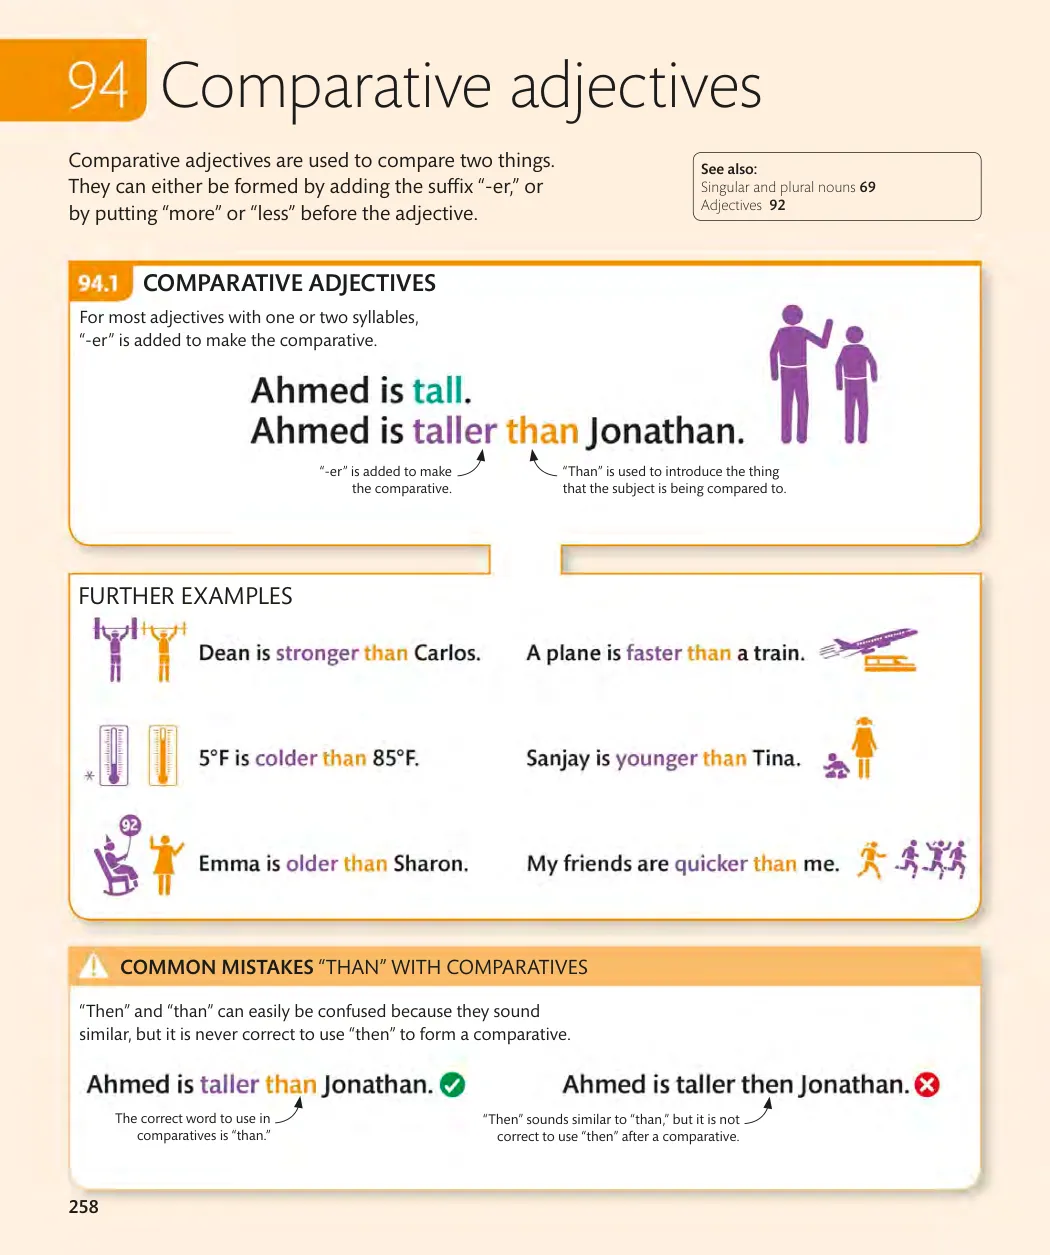 94 Comparative adjectives
Comparative adjectives are used to compare two things.
They can either be formed by adding the suffix “-er,” or
by putting “more” or “less” before the adjective.
See also:
Singular and plural nouns 69
Adjectives 92
94.1 COMPARATIVE ADJECTIVES
For most adjectives with one or two syllables,
“-er” is added to make the comparative.
Ahmed is tall.
Ahmed is taller than Jonathan.
“-er” is added to make
the comparative.
“Than” is used to introduce the thing
that the subject is being compared to.
FURTHER EXAMPLES
Dean is stronger than Carlos.
A plane is faster than a train.
*
5°F is colder than 85°F.
Sanjay is younger than Tina.
92
Emma is older than Sharon.
My friends are quicker than me.
COMMON MISTAKES “THAN” WITH COMPARATIVES
“Then” and “than” can easily be confused because they sound
similar, but it is never correct to use “then” to form a comparative.
Ahmed is taller than Jonathan.
The correct word to use in
comparatives is “than.”
Ahmed is taller then Jonathan.
“Then” sounds similar to “than,” but it is not
correct to use “then” after a comparative.
258